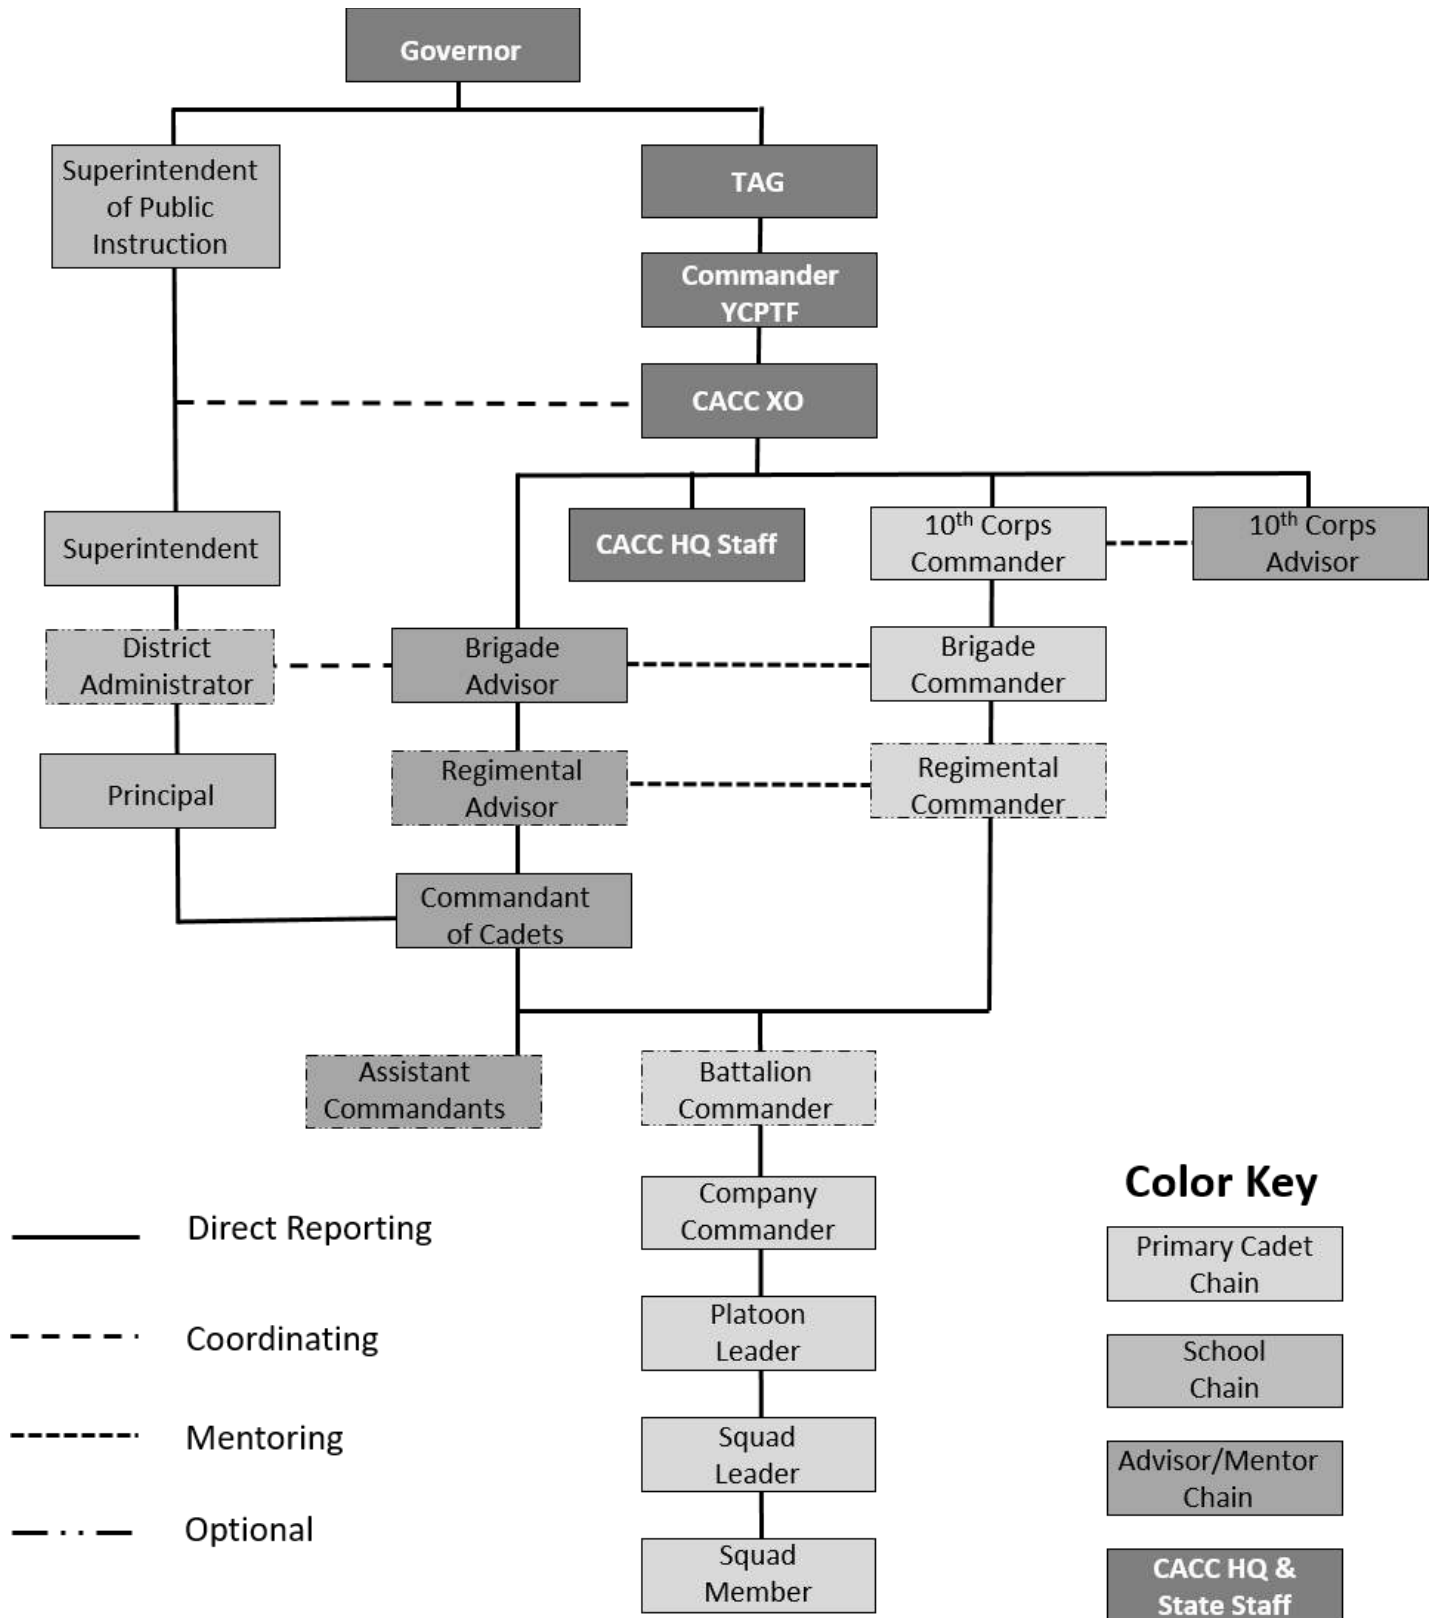 Governor
Superintendent
of Public
Instruction
TAG
Commander
YCPTF
CACC XO
Superintendent
CACC HQ Staff
10th Corps
Commander
10th Corps
Advisor
District
Administrator
Brigade
Advisor
Brigade
Commander
Principal
Regimental
Advisor
Regimental
Commander
Commandant
of Cadets
Assistant
Commandants
Battalion
Commander
Company
Commander
Platoon
Leader
Squad
Leader
Squad
Member
Direct Reporting
Coordinating
Mentoring
Optional
Color Key
Primary Cadet
Chain
School
Chain
Advisor/Mentor
Chain
CACC HQ &
State Staff